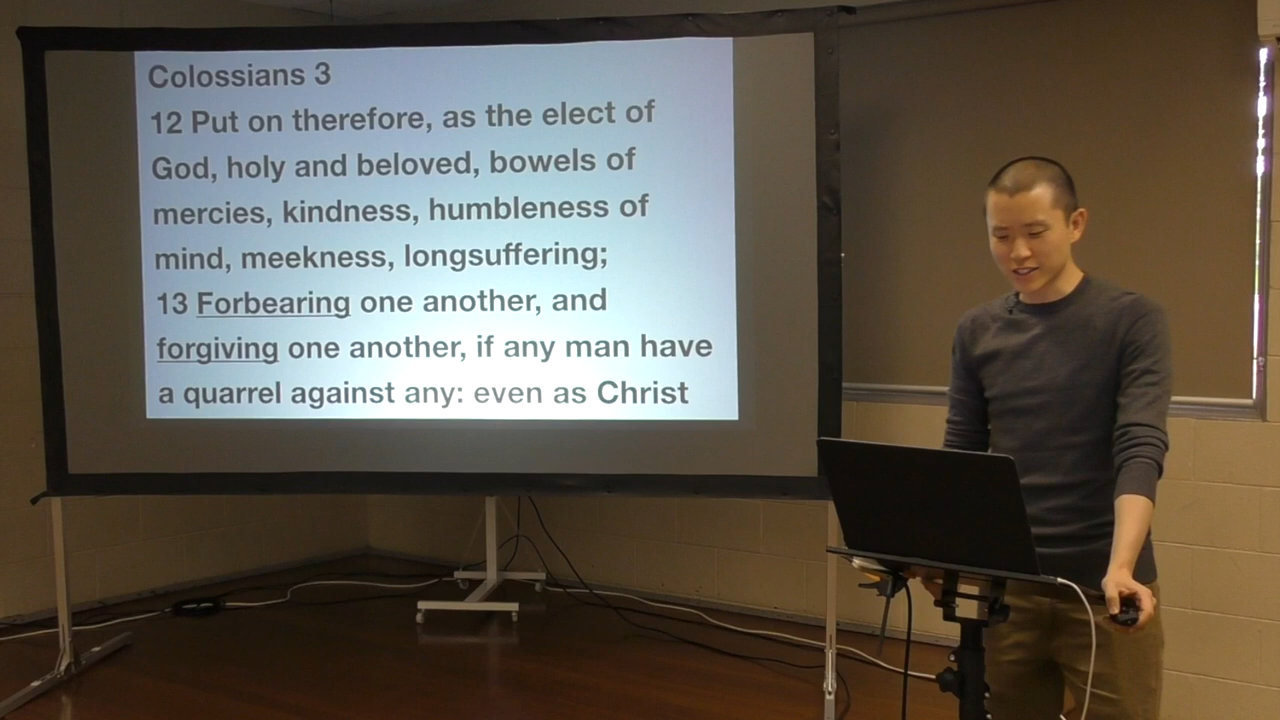 Colossians 3
12 Put on therefore, as the elect of
God, holy and beloved, bowels of
mercies, kindness, humbleness of
mind, meekness, longsuffering;
13 Forbearing one another, and
forgiving one another, if any man have
a quarrel against any: even as Christ